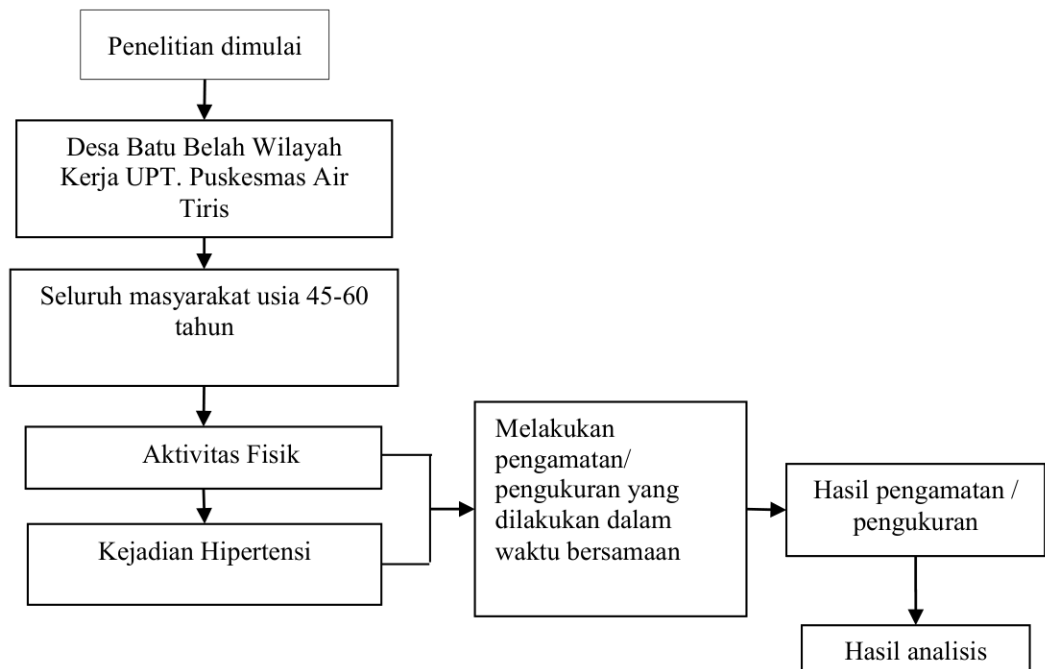 Penelitian dimulai
Desa Batu Belah Wilayah
Kerja UPT. Puskesmas Air
Tiris
Seluruh masyarakat usia 45-60
tahun
Aktivitas Fisik
Kejadian Hipertensi
Melakukan
pengamatan/
pengukuran yang
dilakukan dalam
waktu bersamaan
Hasil pengamatan /
pengukuran
Hasil analisis